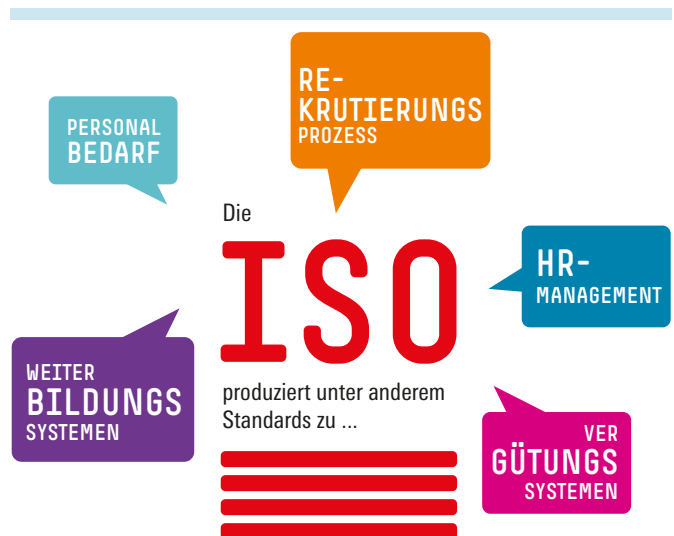 RE-
KRUTIERUNGS
PROZESS
PERSONAL
BEDARF
Die
ISO
HR-
MANAGEMENT
WEITER
BILDUNGS
SYSTEMEN
produziert unter anderem
Standards zu ...
VER
GÜTUNGS
SYSTEMEN